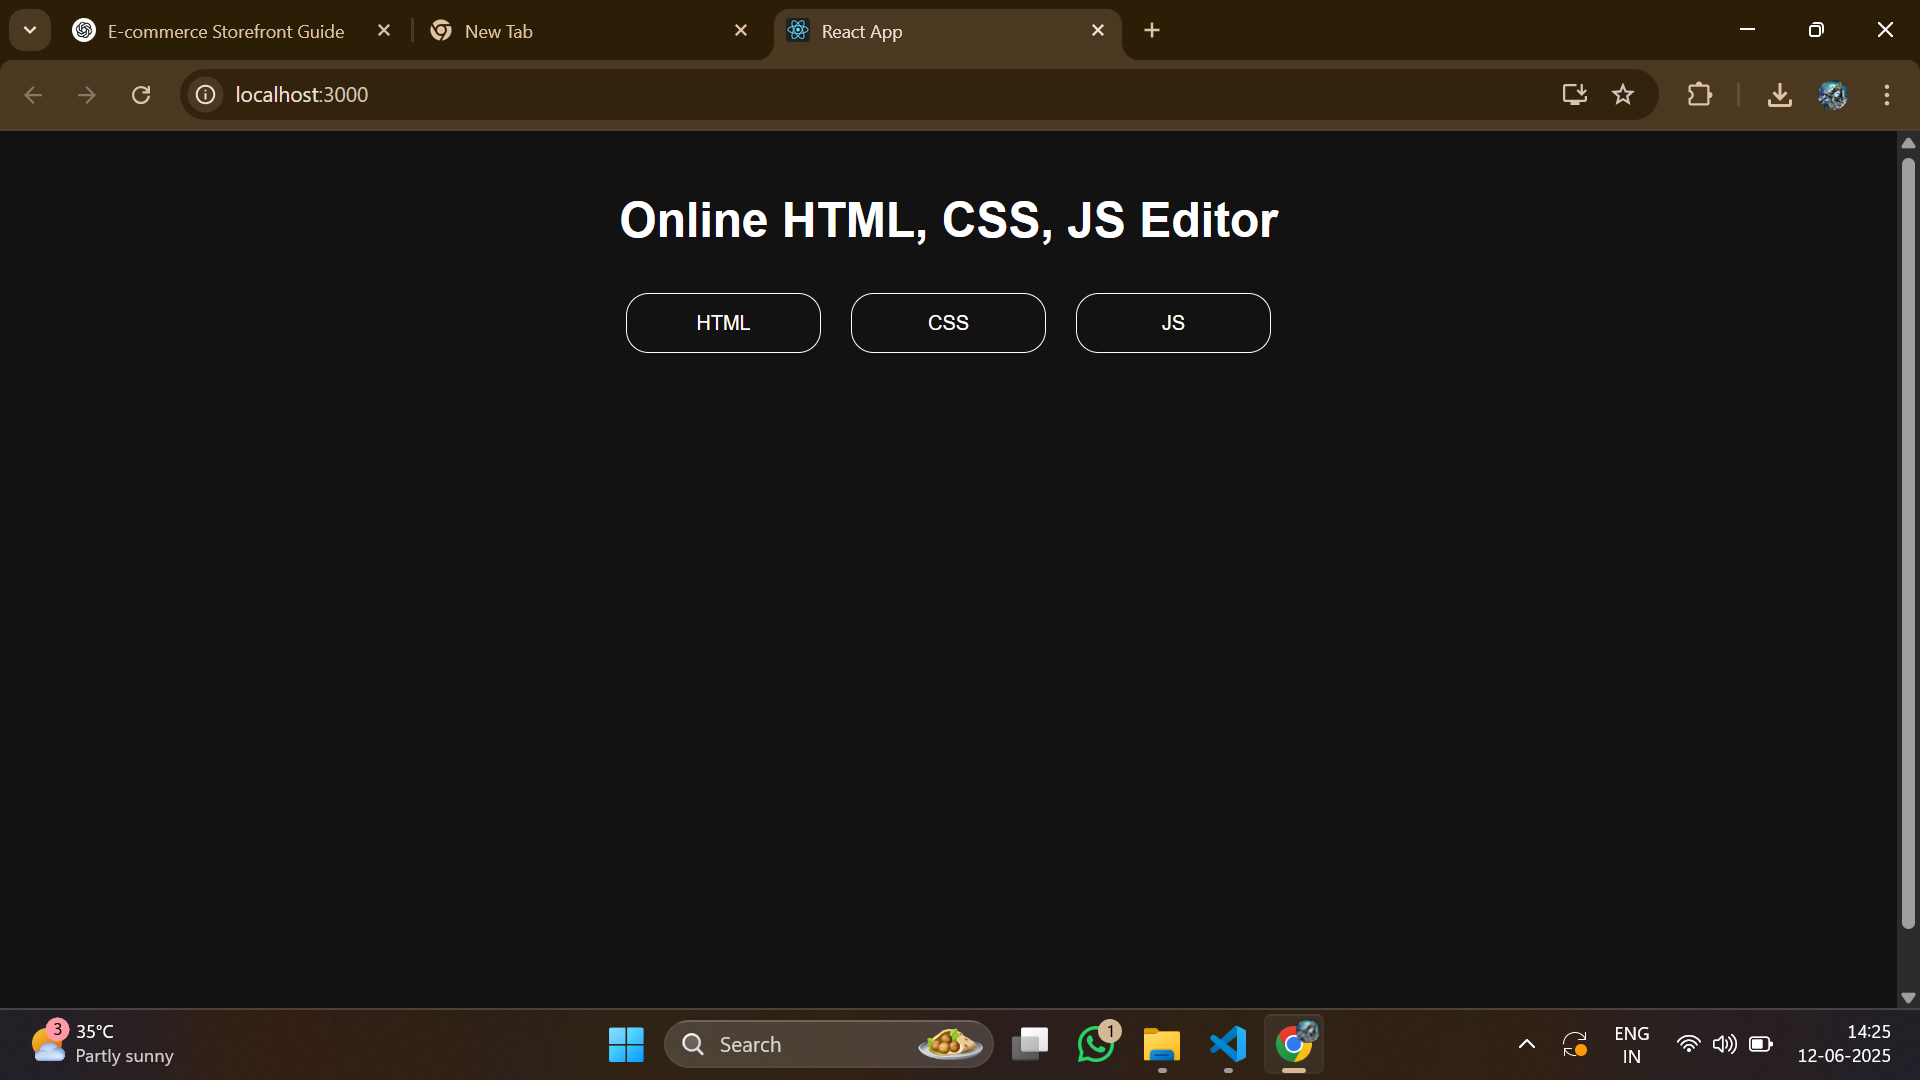 E-commerce Storefront Guide
New Tab
React App
localhost:3000
Online HTML, CSS, JS Editor
HTML
CSS
JS
3
35°C
Partly sunny
Search
1
ENG
IN
14:25
12-06-2025